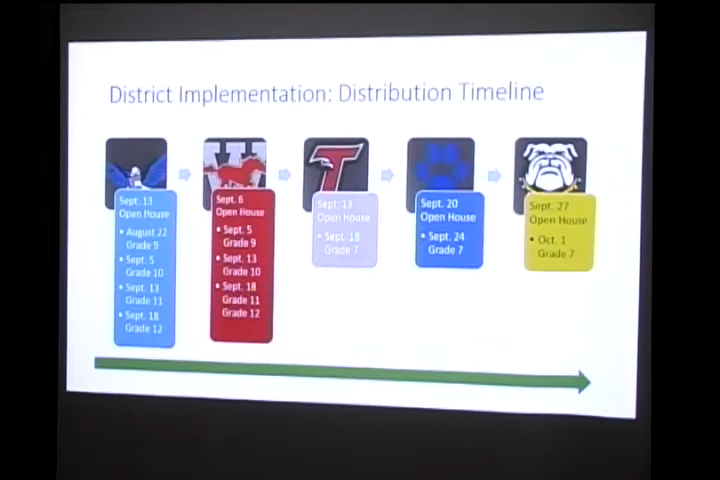 District Implementation: Distribution Timeline
W
T
Sept. 13
Open House
• August 22
Grade 9
• Sept. 5
Grade 10
• Sept. 13
Grade 11
• Sept. 18
Grade 12
Sept. 6
Open House
• Sept. 5
Grade 9
• Sept. 13
Grade 10
• Sept. 18
Grade 11
Grade 12
Sept. 13
Open House
• Sept. 18
Grade 7
Sept. 20
Open House
• Sept. 24
Grade 7
Sept. 27
Open House
• Oct. 1
Grade 7